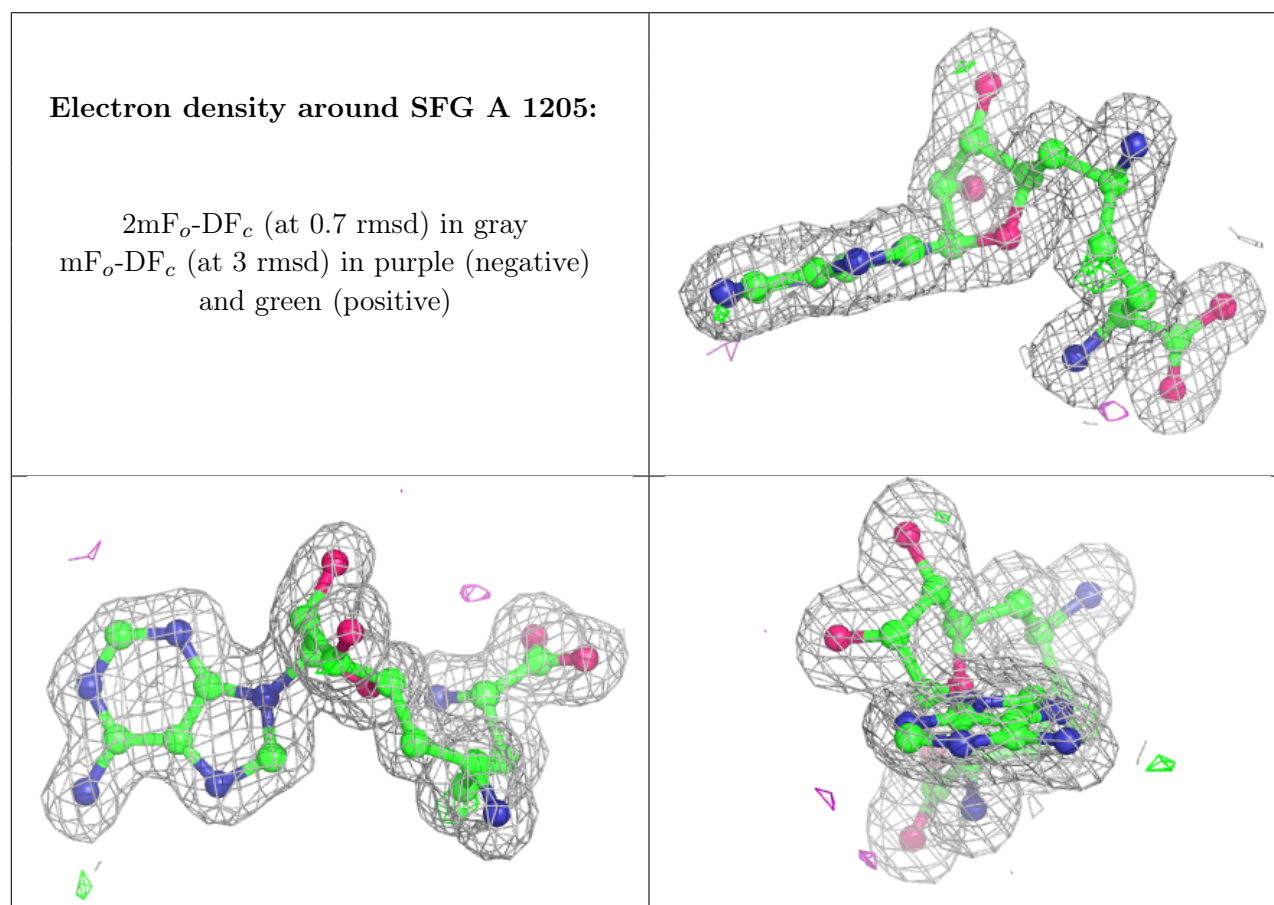 Electron density around SFG A 1205:
2mFo-DFc (at 0.7 rmsd) in gray
mFo-DFc (at 3 rmsd) in purple (negative)
and green (positive)